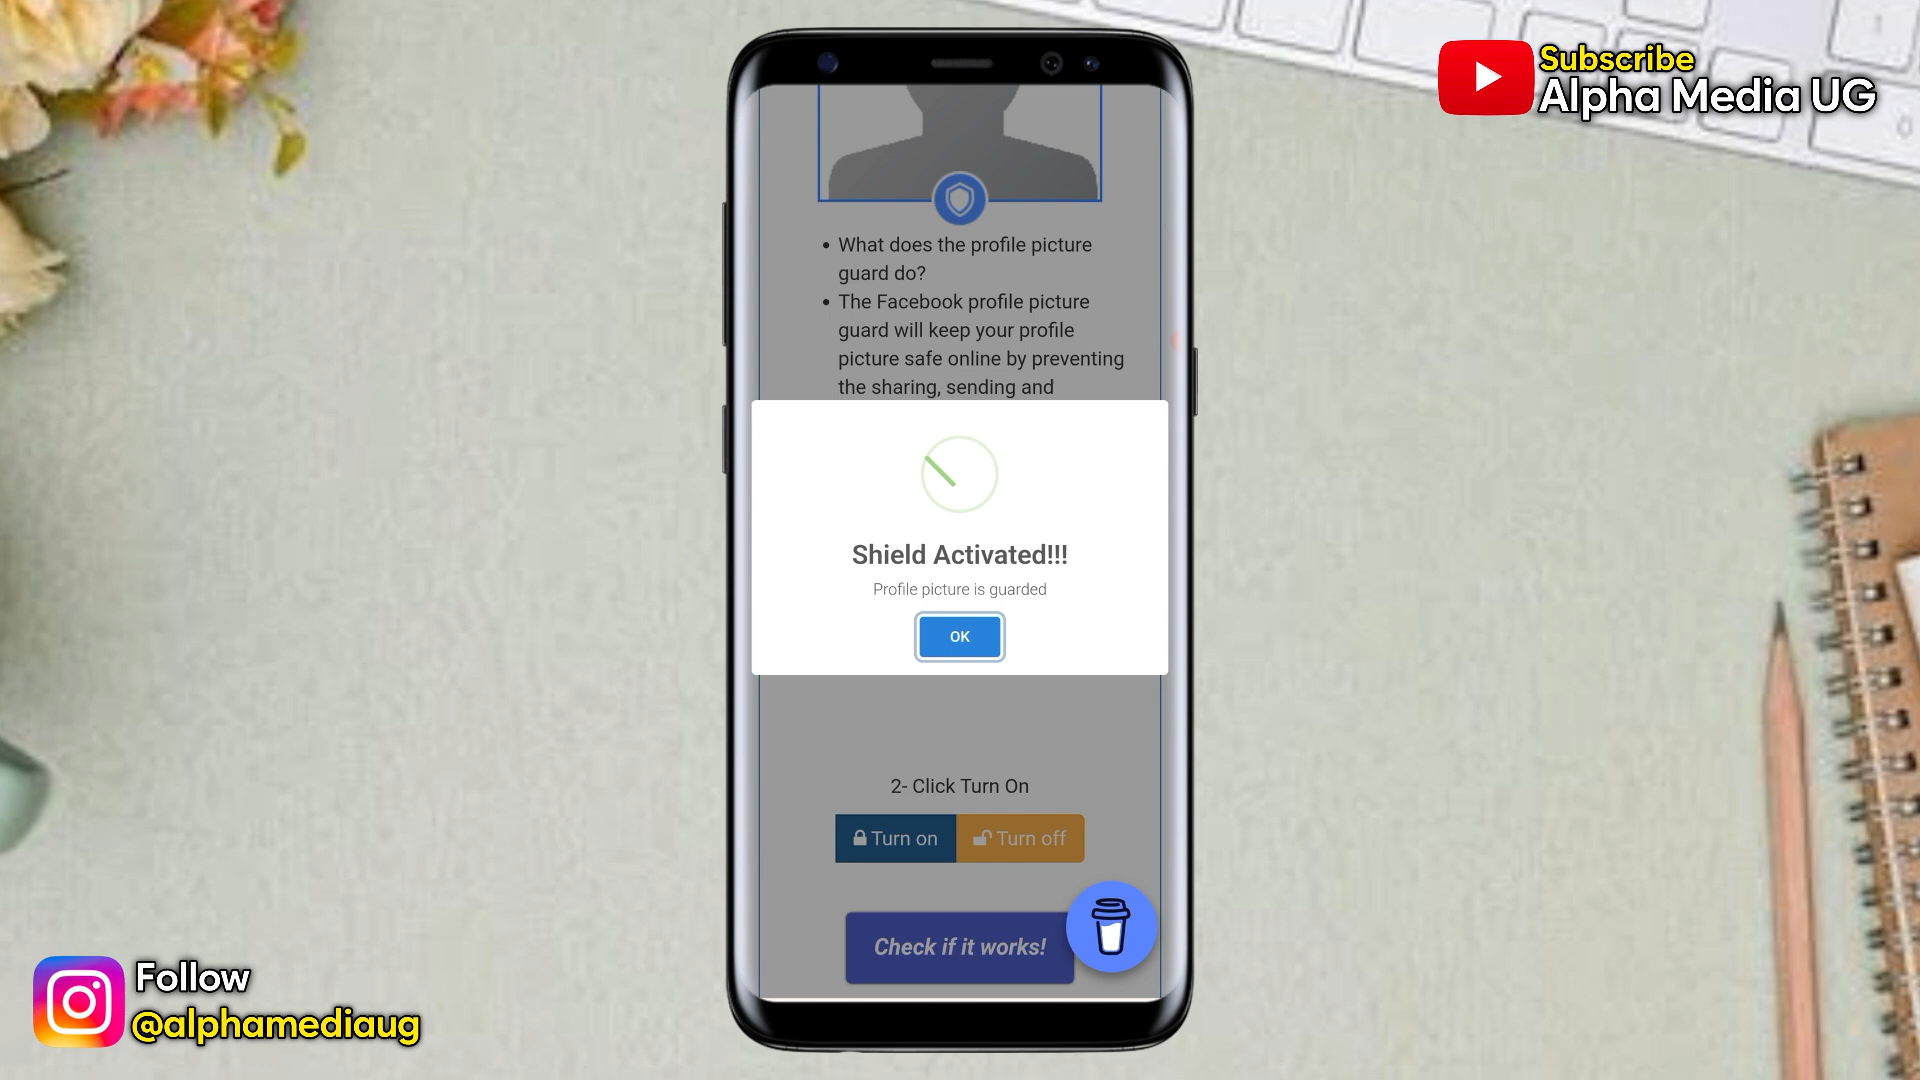 Subscribe
Alpha Media UG
What does the profile picture
guard do?
The Facebook profile picture
guard will keep your profile
picture safe online by preventing
the sharing, sending and
Shield Activated!!!
Profile picture is guarded
OK
2- Click Turn On
Turn on
Turn off
Check if it works!
Follow
@alphamediaug